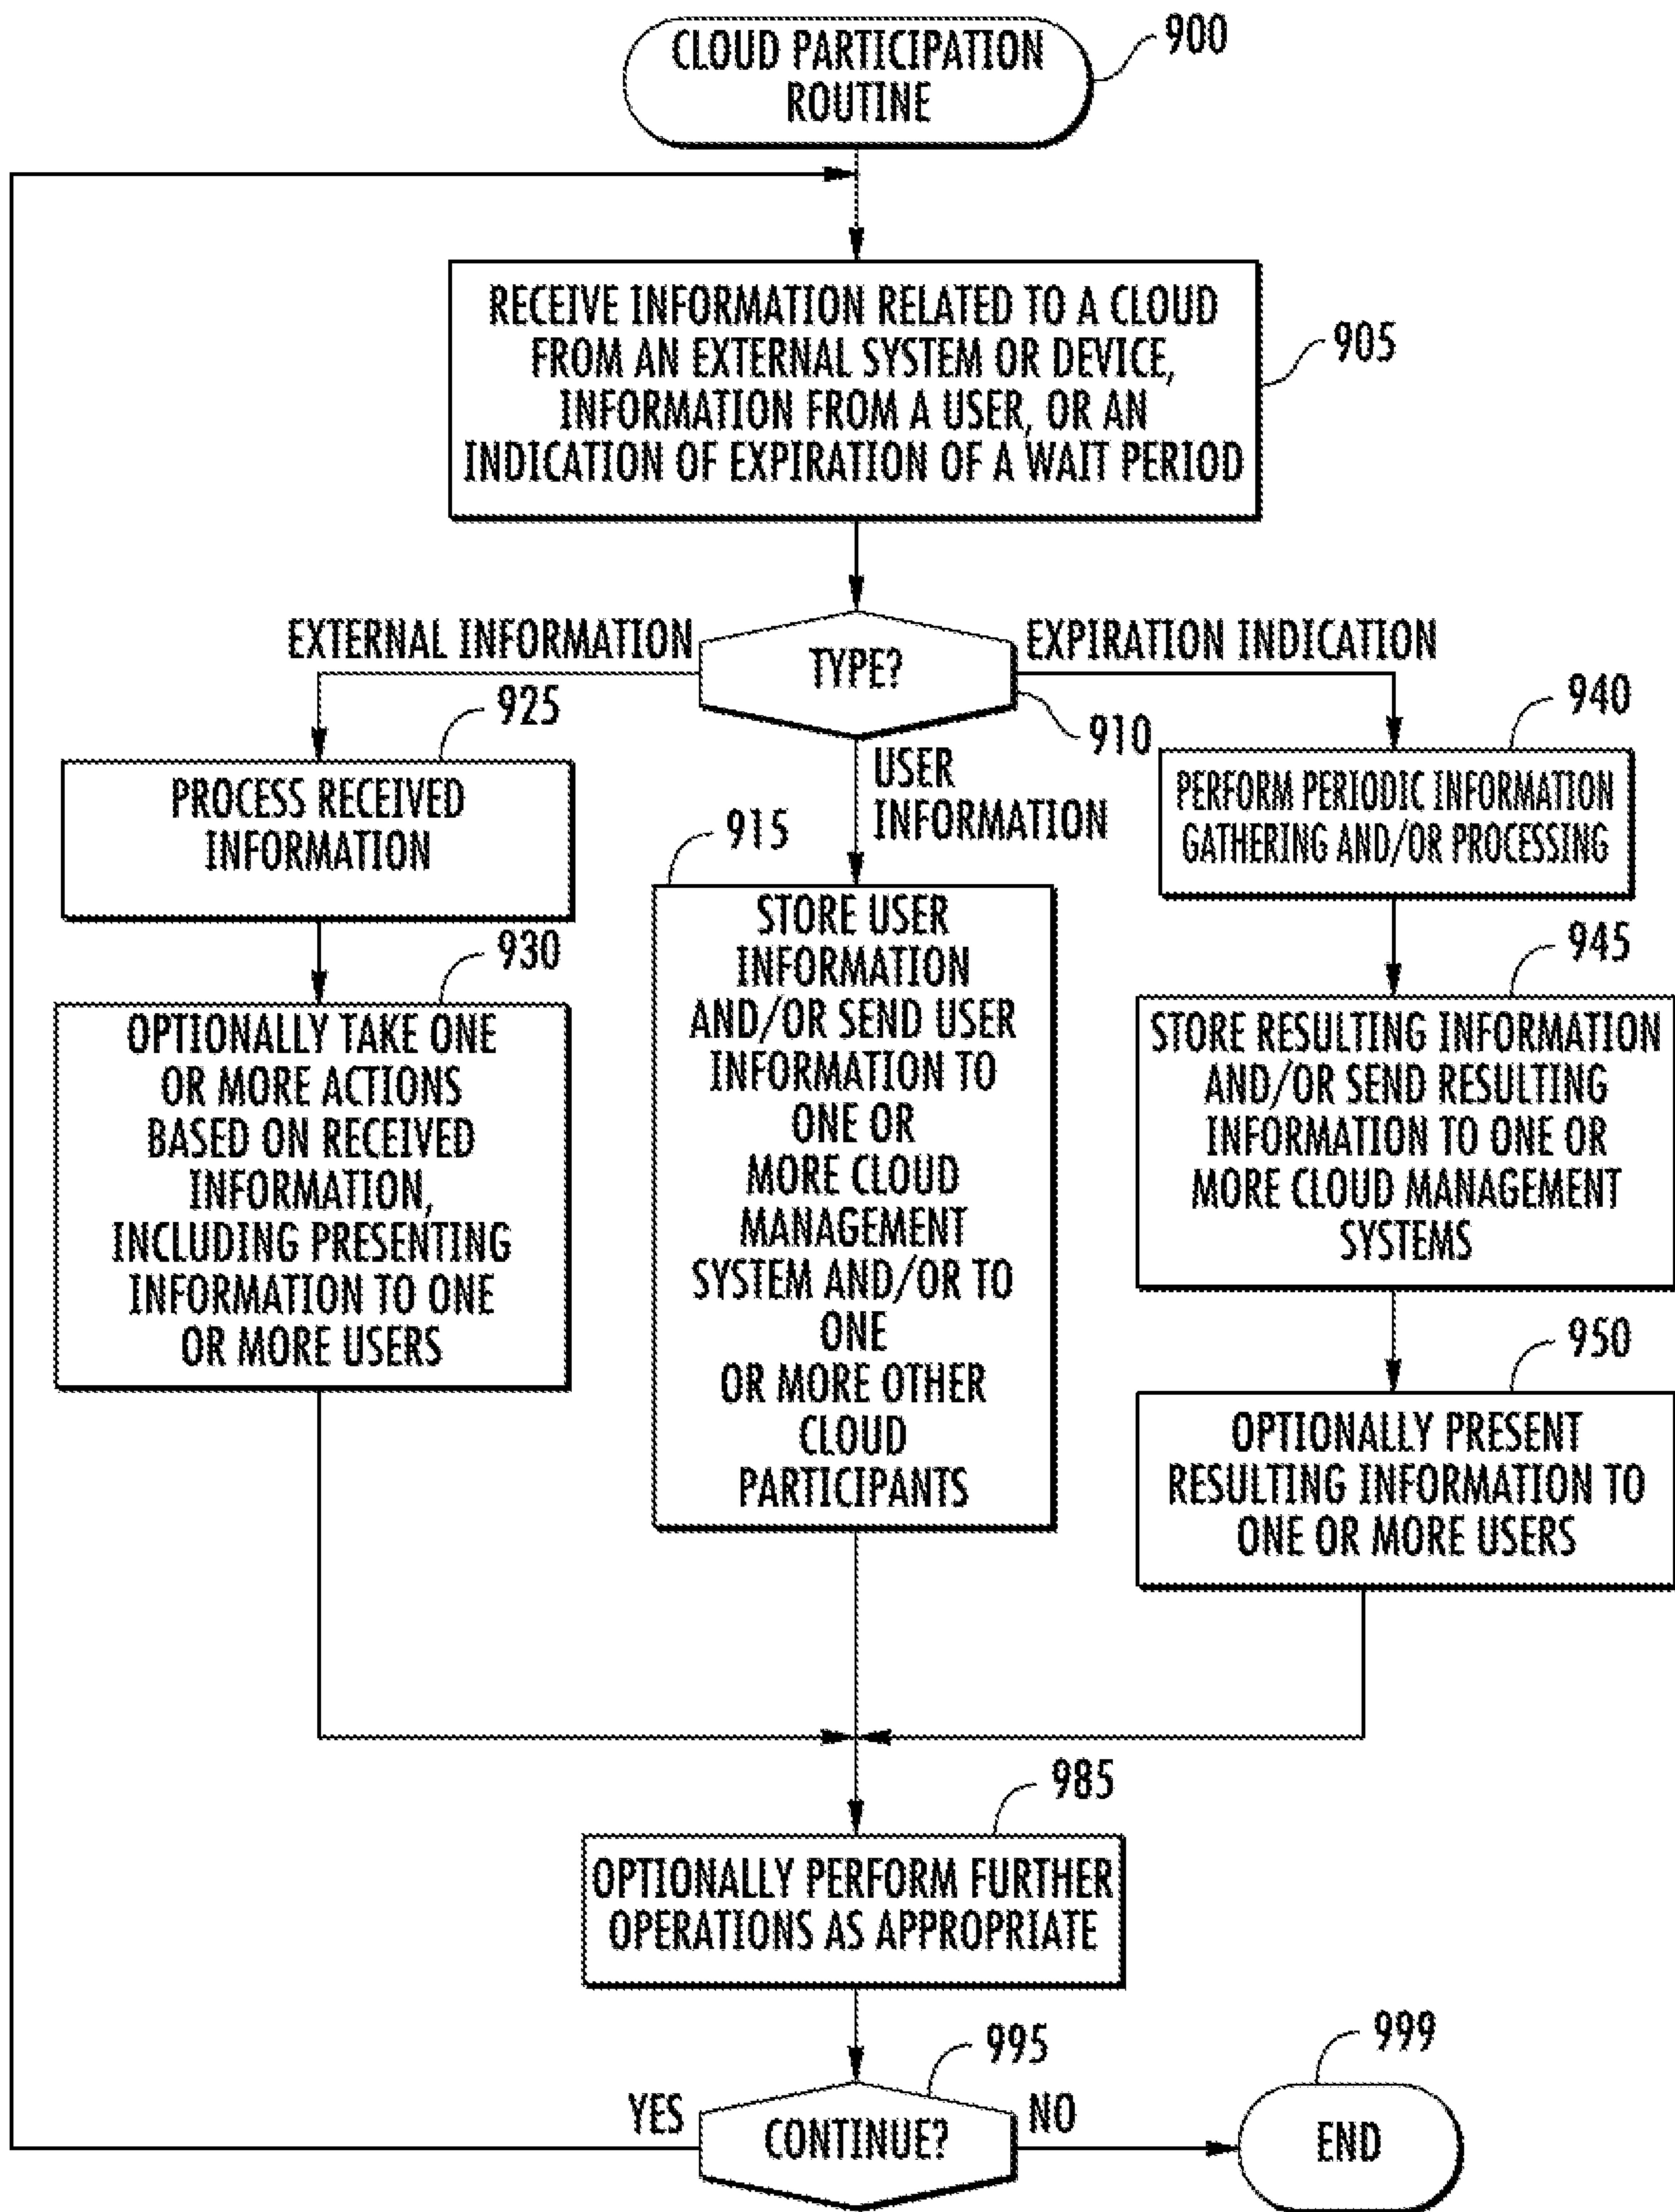 CLOUD PARTICIPATION
ROUTINE
900
RECEIVE INFORMATION RELATED TO A CLOUD
FROM AN EXTERNAL SYSTEM OR DEVICE,
INFORMATION FROM A USER, OR AN
INDICATION OF EXPIRATION OF A WAIT PERIOD
905
EXTERNAL INFORMATION
TYPE?
EXPIRATION INDICATION
910
925
PROCESS RECEIVED
INFORMATION
930
OPTIONALLY TAKE ONE
OR MORE ACTIONS
BASED ON RECEIVED
INFORMATION,
INCLUDING PRESENTING
INFORMATION TO ONE
OR MORE USERS
USER
INFORMATION
915
STORE USER
INFORMATION
AND/OR SEND USER
INFORMATION TO
ONE OR
MORE CLOUD
MANAGEMENT
SYSTEM AND/OR TO
ONE
OR MORE OTHER
CLOUD
PARTICIPANTS
940
PERFORM PERIODIC INFORMATION
GATHERING AND/OR PROCESSING
945
STORE RESULTING INFORMATION
AND/OR SEND RESULTING
INFORMATION TO ONE OR
MORE CLOUD MANAGEMENT
SYSTEMS
950
OPTIONALLY PRESENT
RESULTING INFORMATION TO
ONE OR MORE USERS
985
OPTIONALLY PERFORM FURTHER
OPERATIONS AS APPROPRIATE
995
YES
CONTINUE?
NO
999
END